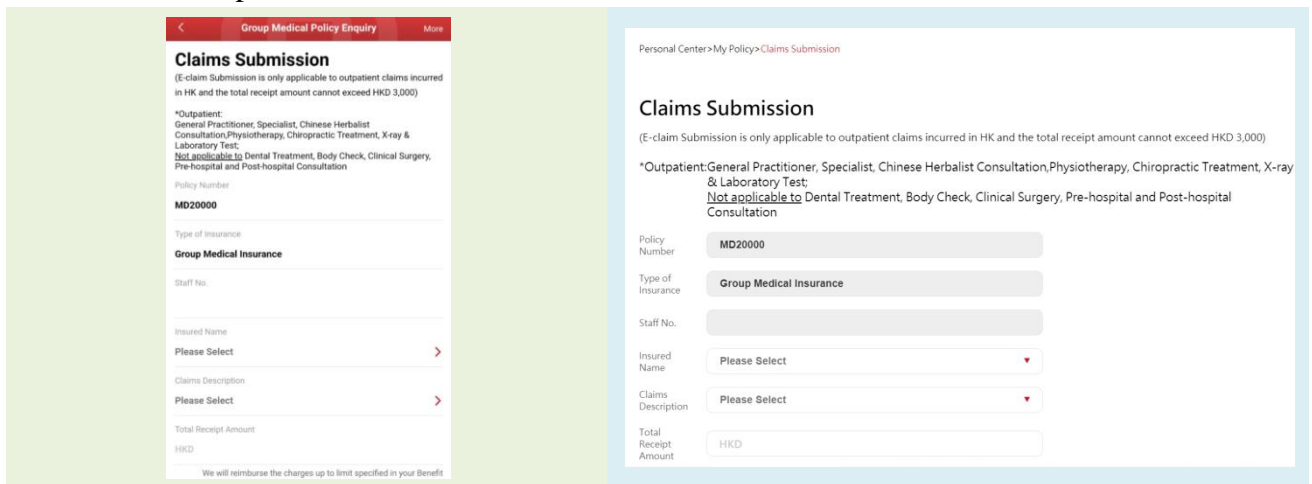 Group Medical Policy Enquiry
More
Claims Submission
(E-claim Submission is only applicable to outpatient claims incurred
in HK and the total receipt amount cannot exceed HKD 3,000)
*Outpatient:
General Practitioner, Specialist, Chinese Herbalist
Consultation,Physiotherapy, Chiropractic Treatment, X-ray &
Laboratory Test;
Not applicable to Dental Treatment, Body Check, Clinical Surgery,
Pre-hospital and Post-hospital Consultation
Policy Number
MD20000
Type of Insurance
Group Medical Insurance
Staff No.
Insured Name
Please Select
Claims Description
Please Select
Total Receipt Amount
HKD
We will reimburse the charges up to limit specified in your Benefit
Personal Center>My Policy>Claims Submission
Claims Submission
(E-claim Submission is only applicable to outpatient claims incurred in HK and the total receipt amount cannot exceed HKD 3,000)
*Outpatient:General Practitioner, Specialist, Chinese Herbalist Consultation,Physiotherapy, Chiropractic Treatment, X-ray
& Laboratory Test;
Not applicable to Dental Treatment, Body Check, Clinical Surgery, Pre-hospital and Post-hospital
Consultation
Policy
Number
MD20000
Type of
Insurance
Group Medical Insurance
Staff No.
Insured
Name
Please Select
Claims
Description
Please Select
Total
Receipt
Amount
HKD